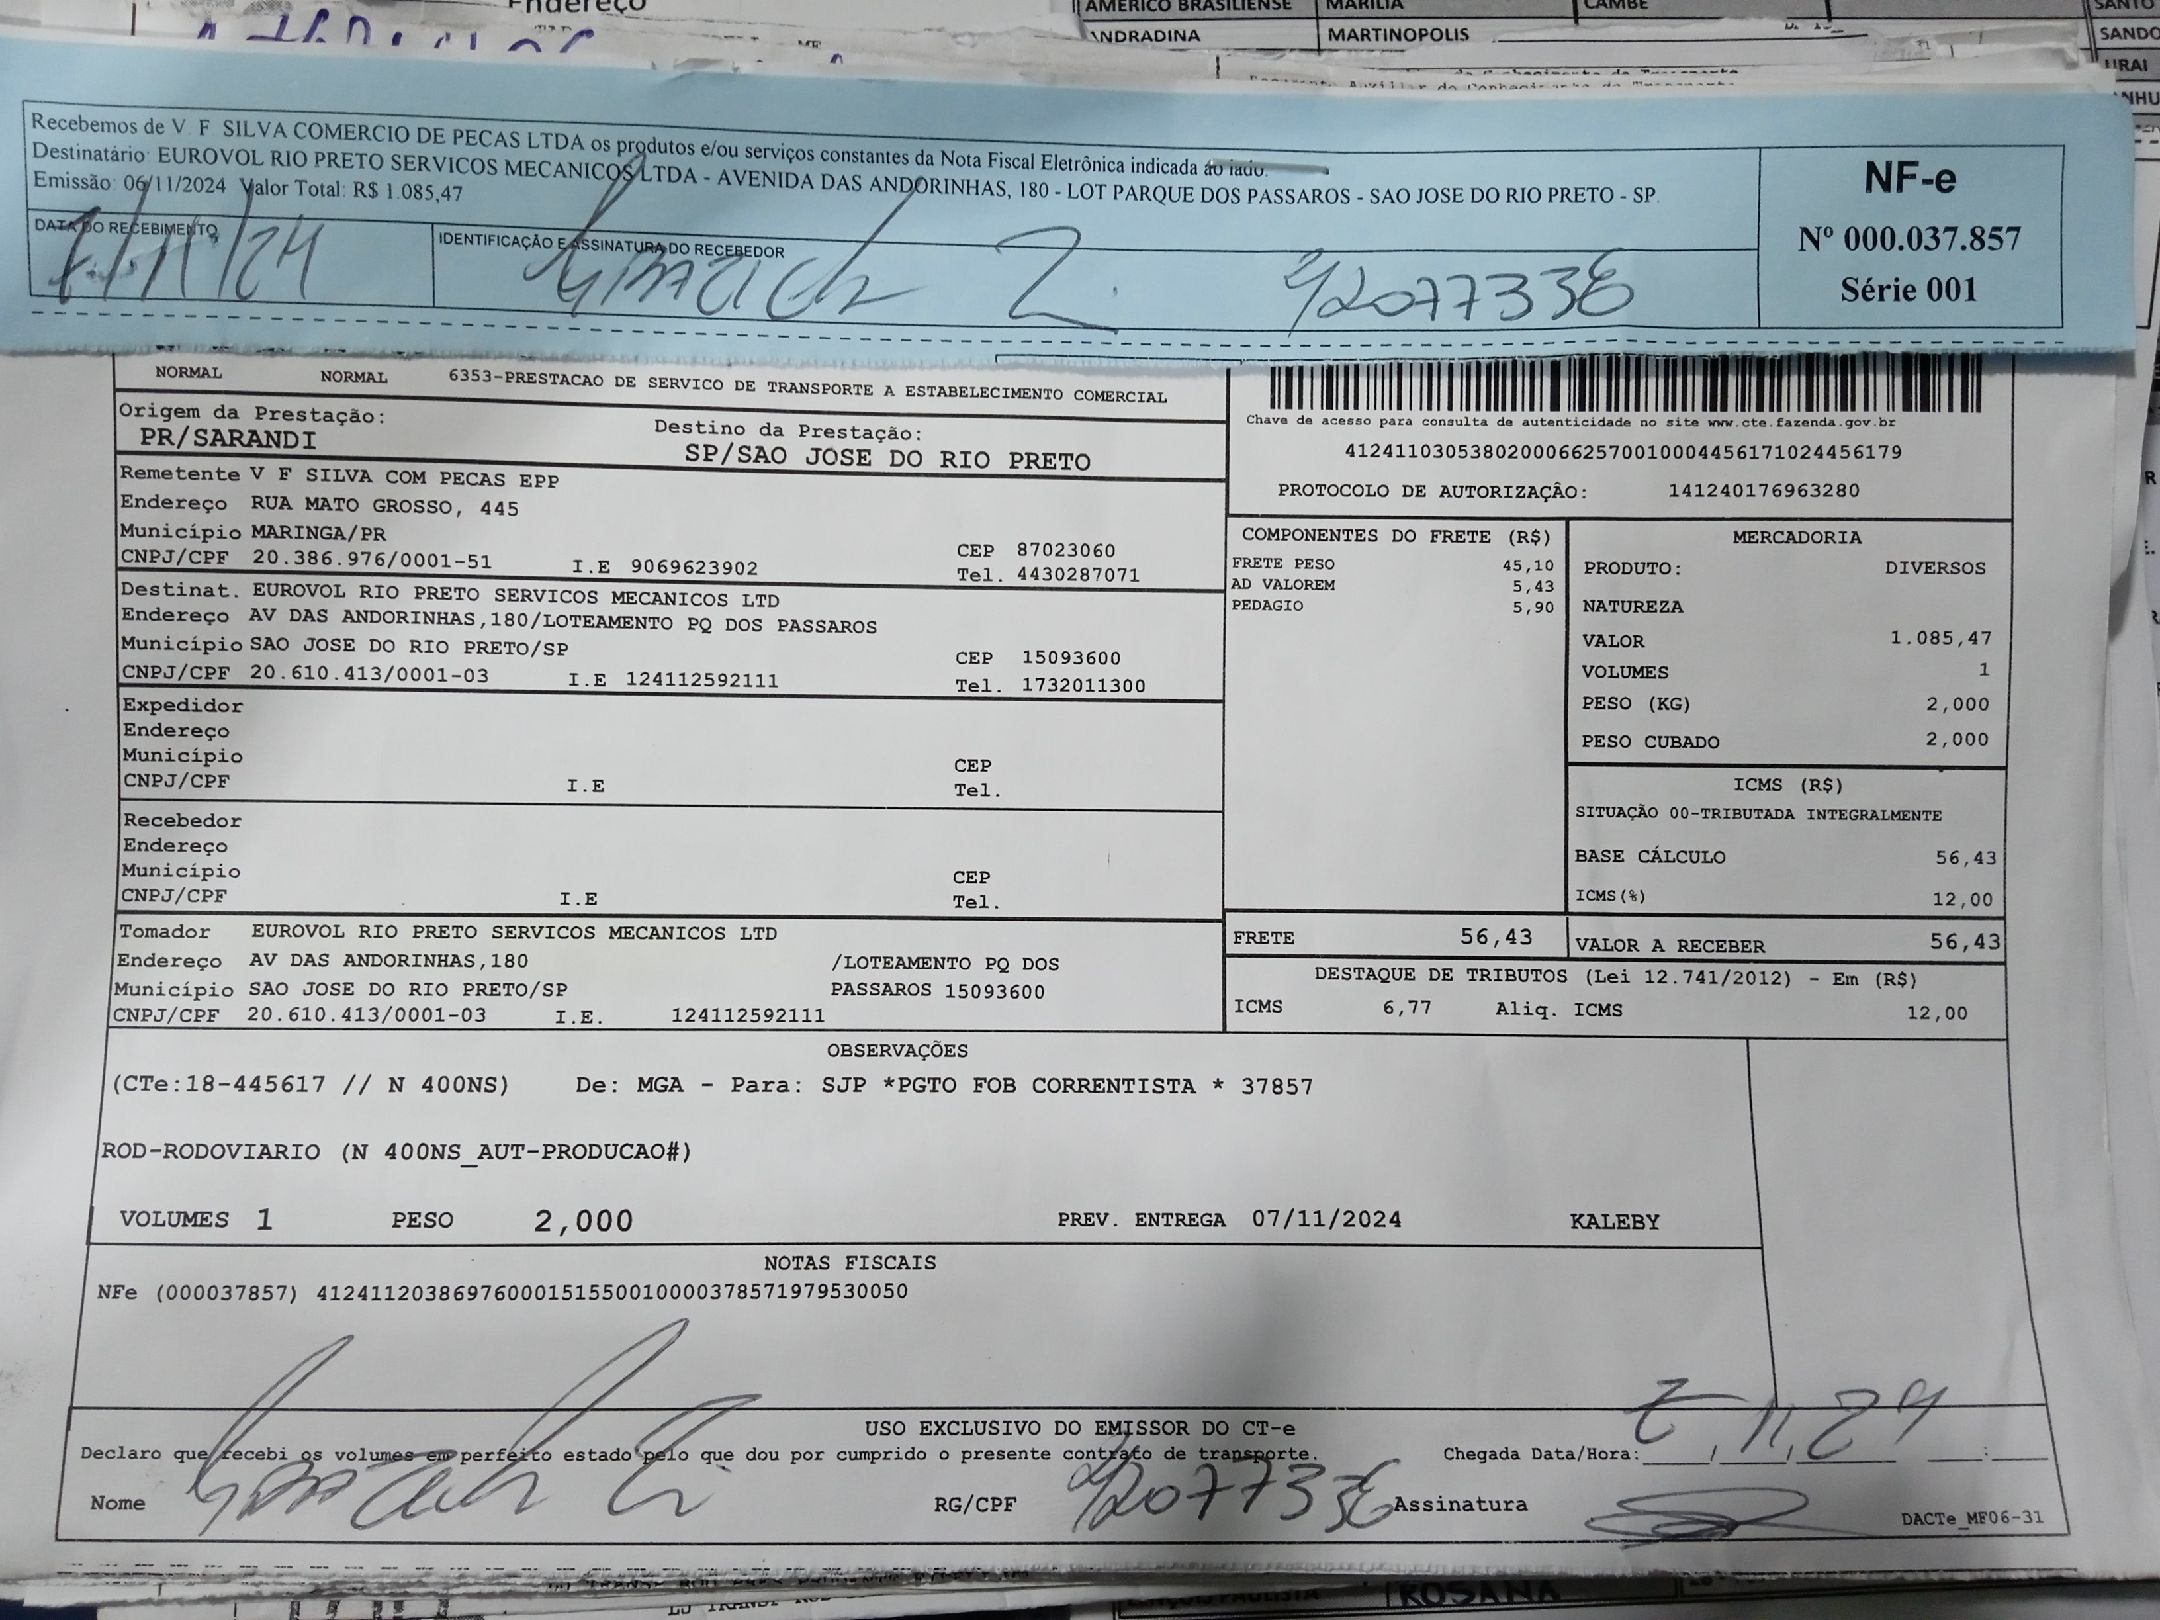 Endereço
AMERICO BRASILIENSE MARILIA CAMBE SANTO
ANDRADINA MARTINOPOLIS SANDO
URAI
Recebemos de V. F. SILVA COMERCIO DE PECAS LTDA os produtos e/ou serviços constantes da Nota Fiscal Eletrônica indicada ao lado.
Destinatário: EUROVOL RIO PRETO SERVICOS MECANICOS LTDA - AVENIDA DAS ANDORINHAS, 180 - LOT PARQUE DOS PASSAROS - SAO JOSE DO RIO PRETO - SP.
Emissão: 06/11/2024 Valor Total: R$ 1.085,47
DATA DO RECEBIMENTO
7/11/24
IDENTIFICAÇÃO E ASSINATURA DO RECEBEDOR
NF-e
Nº 000.037.857
Série 001
NORMAL NORMAL 6353-PRESTACAO DE SERVICO DE TRANSPORTE A ESTABELECIMENTO COMERCIAL
Origem da Prestação: Destino da Prestação:
PR/SARANDI SP/SAO JOSE DO RIO PRETO
Chave de acesso para consulta de autenticidade no site www.cte.fazenda.gov.br
41241103053802000662570010004456171024456179
PROTOCOLO DE AUTORIZAÇÂO: 141240176963280
Remetente V F SILVA COM PECAS EPP
Endereço RUA MATO GROSSO, 445
Município MARINGA/PR CEP 87023060
CNPJ/CPF 20.386.976/0001-51 I.E 9069623902 Tel. 4430287071
Destinat. EUROVOL RIO PRETO SERVICOS MECANICOS LTD
Endereço AV DAS ANDORINHAS,180/LOTEAMENTO PQ DOS PASSAROS
Município SAO JOSE DO RIO PRETO/SP CEP 15093600
CNPJ/CPF 20.610.413/0001-03 I.E 124112592111 Tel. 1732011300
Expedidor
Endereço
Município CEP
CNPJ/CPF I.E Tel.
Recebedor
Endereço
Município CEP
CNPJ/CPF I.E Tel.
Tomador EUROVOL RIO PRETO SERVICOS MECANICOS LTD
Endereço AV DAS ANDORINHAS,180 /LOTEAMENTO PQ DOS
Município SAO JOSE DO RIO PRETO/SP PASSAROS 15093600
CNPJ/CPF 20.610.413/0001-03 I.E. 124112592111
COMPONENTES DO FRETE (R$)
FRETE PESO 45,10
AD VALOREM 5,43
PEDAGIO 5,90
MERCADORIA
PRODUTO: DIVERSOS
NATUREZA
VALOR 1.085,47
VOLUMES 1
PESO (KG) 2,000
PESO CUBADO 2,000
ICMS (R$)
SITUAÇÃO 00-TRIBUTADA INTEGRALMENTE
BASE CÁLCULO 56,43
ICMS(%) 12,00
FRETE 56,43 VALOR A RECEBER 56,43
DESTAQUE DE TRIBUTOS (Lei 12.741/2012) - Em (R$)
ICMS 6,77 Aliq. ICMS 12,00
OBSERVAÇÕES
(CTe:18-445617 // N 400NS) De: MGA - Para: SJP *PGTO FOB CORRENTISTA * 37857
ROD-RODOVIARIO (N 400NS_AUT-PRODUCAO#)
VOLUMES 1 PESO 2,000 PREV. ENTREGA 07/11/2024 KALEBY
NOTAS FISCAIS
NFe (000037857) 41241120386976000151550010000378571979530050
USO EXCLUSIVO DO EMISSOR DO CT-e
Declaro que recebi os volumes em perfeito estado pelo que dou por cumprido o presente contrato de transporte. Chegada Data/Hora: 7/11/24
Nome RG/CPF Assinatura
DACTe_MF06-31
ROSANA